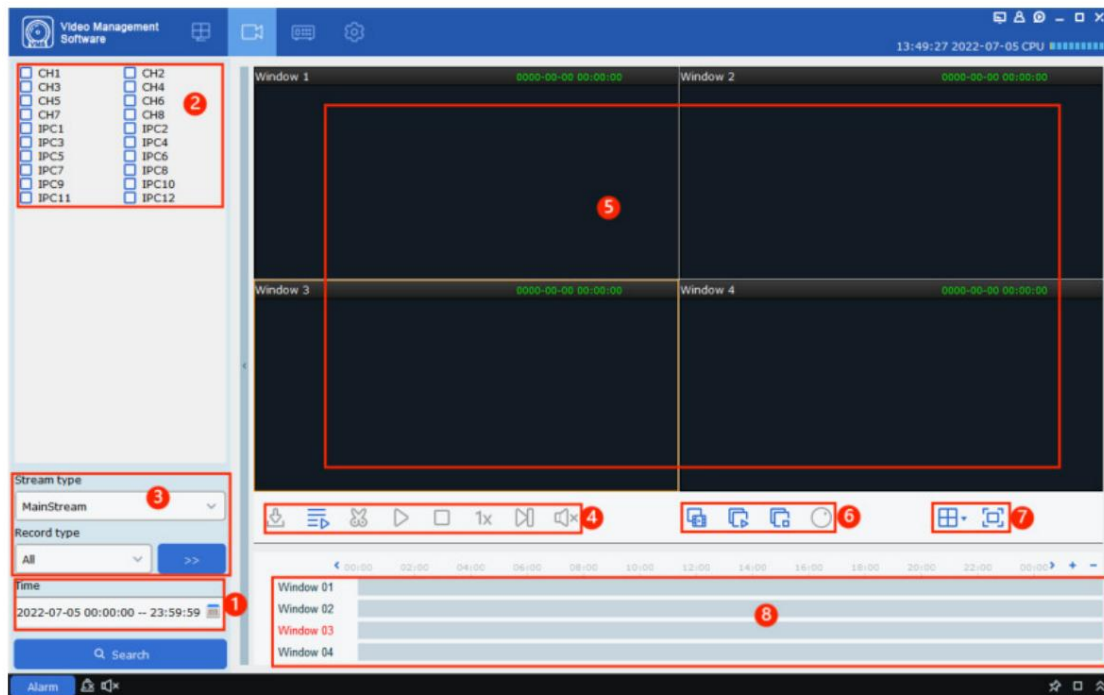 Video Management
Software
13:49:27 2022-07-05 CPU
CH1 CH2
CH3 CH4
CH5 CH6
CH7 CH8
IPC1 IPC2
IPC3 IPC4
IPC5 IPC6
IPC7 IPC8
IPC9 IPC10
IPC11 IPC12
2
Window 1 0000-00-00 00:00:00
Window 2 0000-00-00 00:00:00
5
Window 3 0000-00-00 00:00:00
Window 4 0000-00-00 00:00:00
Stream type
3
MainStream
Record type
All >>
Time
2022-07-05 00:00:00 -- 23:59:59
1
Search
1x
4
6
7
00:00 02:00 04:00 06:00 08:00 10:00 12:00 14:00 16:00 18:00 20:00 22:00 00:00 + -
Window 01
Window 02
8
Window 03
Window 04
Alarm